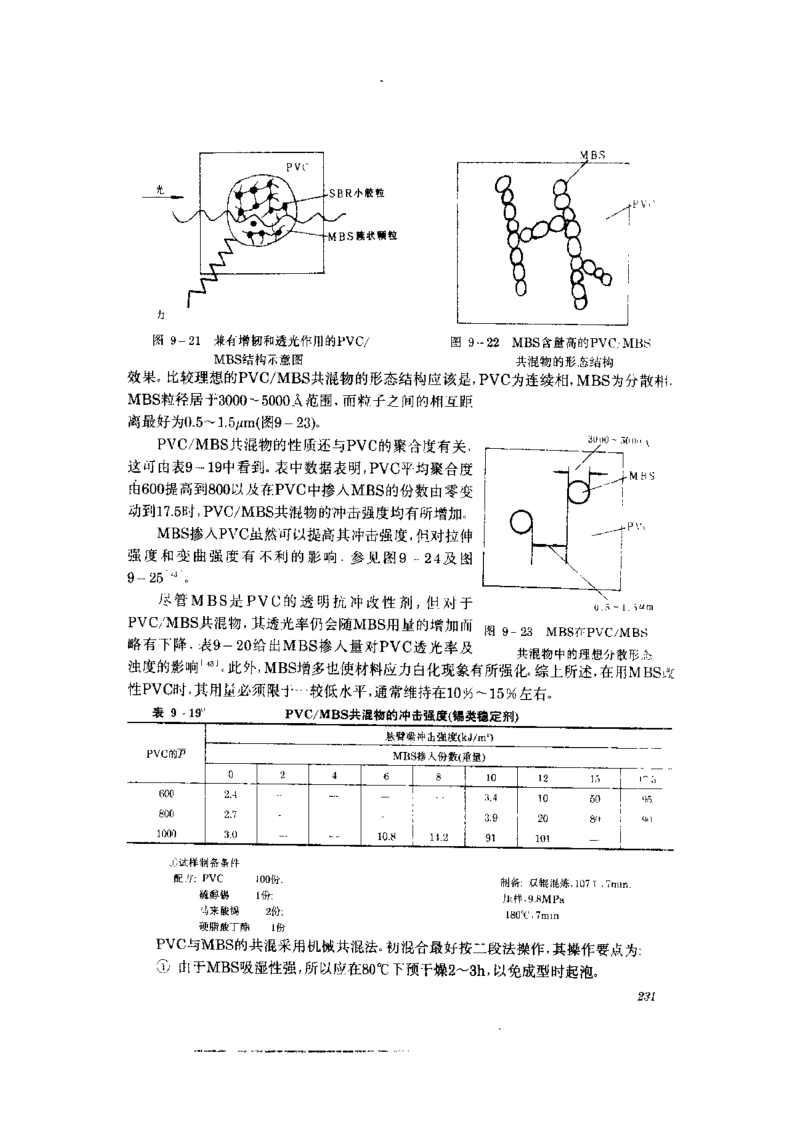 PVC
光
SBR小胶粒
MBS簇状颗粒
力
图 9-21 兼有增韧和透光作用的PVC/
MBS结构示意图
MBS
PVC
图 9-22 MBS含量高的PVC/MBS
共混物的形态结构
效果。比较理想的PVC/MBS共混物的形态结构应该是,PVC为连续相,MBS为分散相,
MBS粒径居于3000~5000Å范围,而粒子之间的相互距
离最好为0.5~1.5μm(图9-23)。
PVC/MBS共混物的性质还与PVC的聚合度有关,
这可由表9-19中看到。表中数据表明,PVC平均聚合度
由600提高到800以及在PVC中掺入MBS的份数由零变
动到17.5时,PVC/MBS共混物的冲击强度均有所增加。
MBS掺入PVC虽然可以提高其冲击强度,但对拉伸
强度和变曲强度有不利的影响,参见图9-24及图
9-25。
尽管MBS是PVC的透明抗冲改性剂,但对于
PVC/MBS共混物,其透光率仍会随MBS用量的增加而
略有下降,表9-20给出MBS掺入量对PVC透光率及
3000~5000Å
MBS
PVC
0.5~1.5μm
图 9-23 MBS在PVC/MBS
共混物中的理想分散形态
浊度的影响。此外,MBS增多也使材料应力白化现象有所强化。综上所述,在用MBS改
性PVC时,其用量必须限于一较低水平,通常维持在10%~15%左右。
表 9-19① PVC/MBS共混物的冲击强度(锡类稳定剂)
悬臂梁冲击强度(kJ/m²)
PVC的P̅ MBS掺入份数(重量)
0 2 4 6 8 10 12 15 17.5
600 2.4 — — — — 3.4 10 50 95
800 2.7 - - 3.9 20 80
1000 3.0 — — 10.8 14.2 91 101 —
①试样制备条件
配方: PVC 100份,
硫醇锡 1份;
马来酸锡 2份;
硬脂酸丁酯 1份
制备: 双辊混炼,107℃,7min.
压样,9.8MPa
180℃,7min
PVC与MBS的共混采用机械共混法。初混合最好按二段法操作,其操作要点为:
① 由于MBS吸湿性强,所以应在80℃下预干燥2~3h,以免成型时起泡。
231